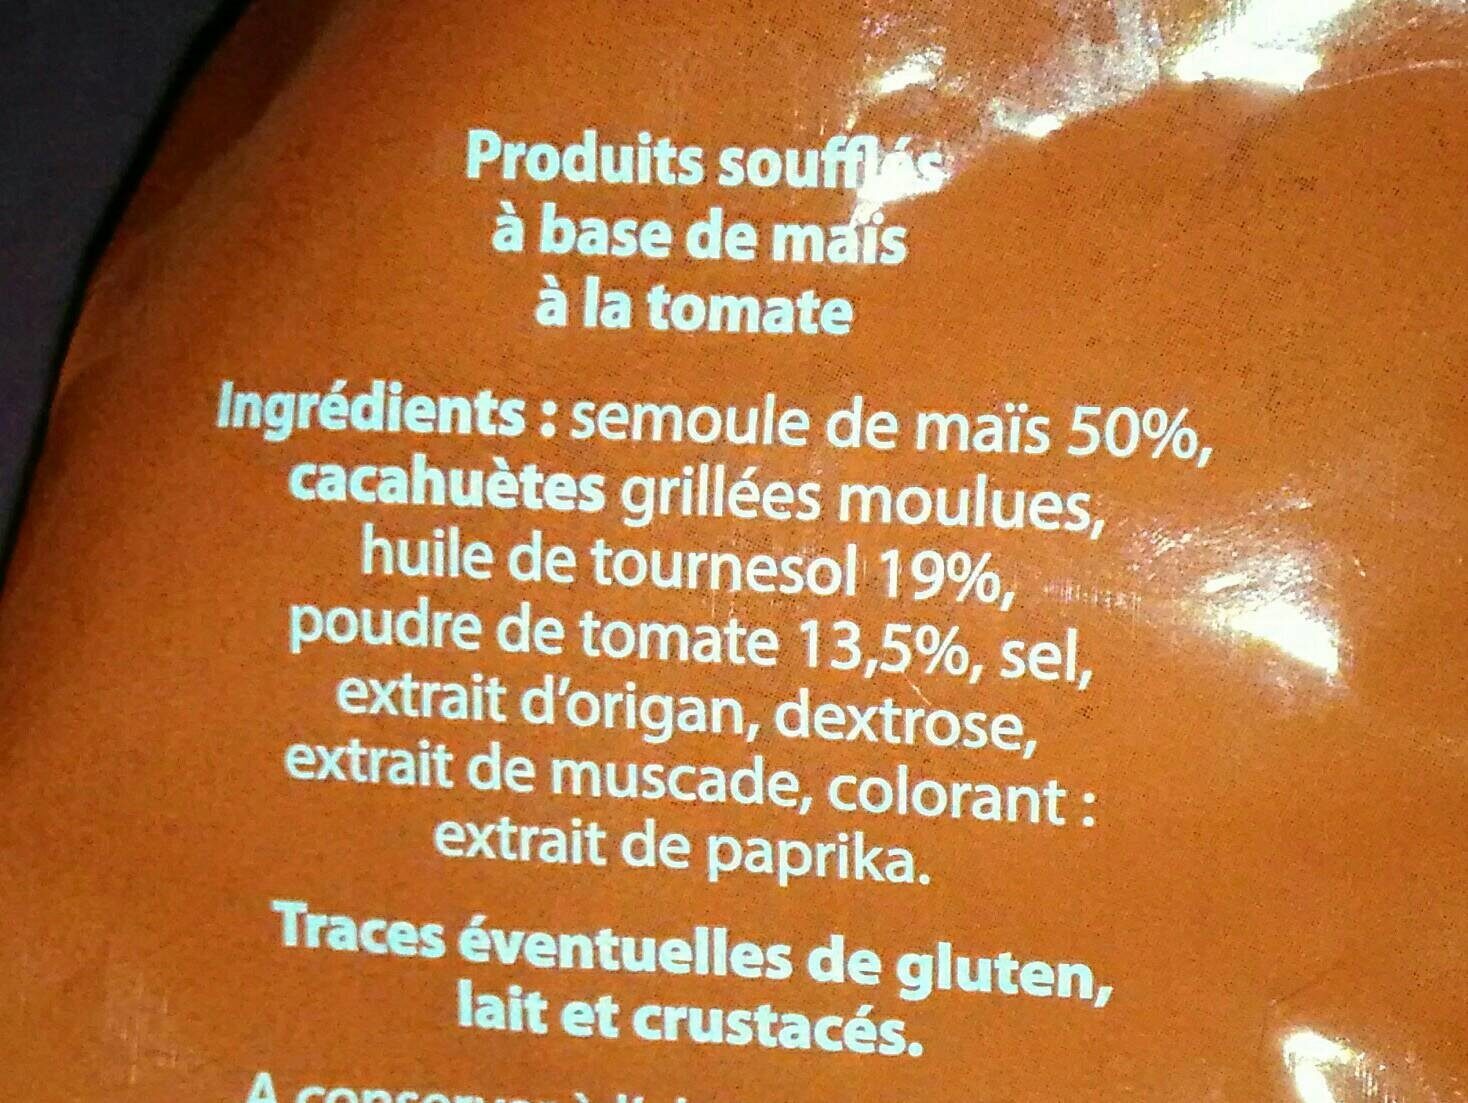 Produits soufflés
à base de maïs
à la tomate
Ingrédients : semoule de maïs 50%,
cacahuètes grillées moulues,
huile de tournesol 19%,
poudre de tomate 13,5%, sel,
extrait d'origan, dextrose,
extrait de muscade, colorant :
extrait de paprika.
Traces éventuelles de gluten,
lait et crustacés.
A conserver à